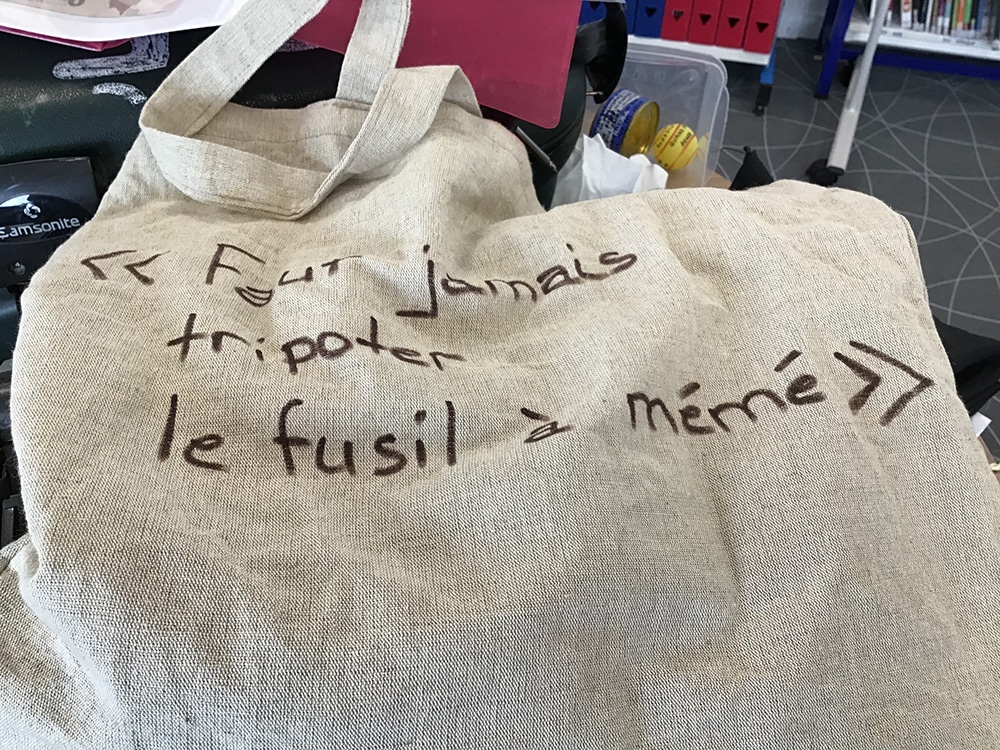 Samsonite
« Faut jamais
tripoter
le fusil à mémé »